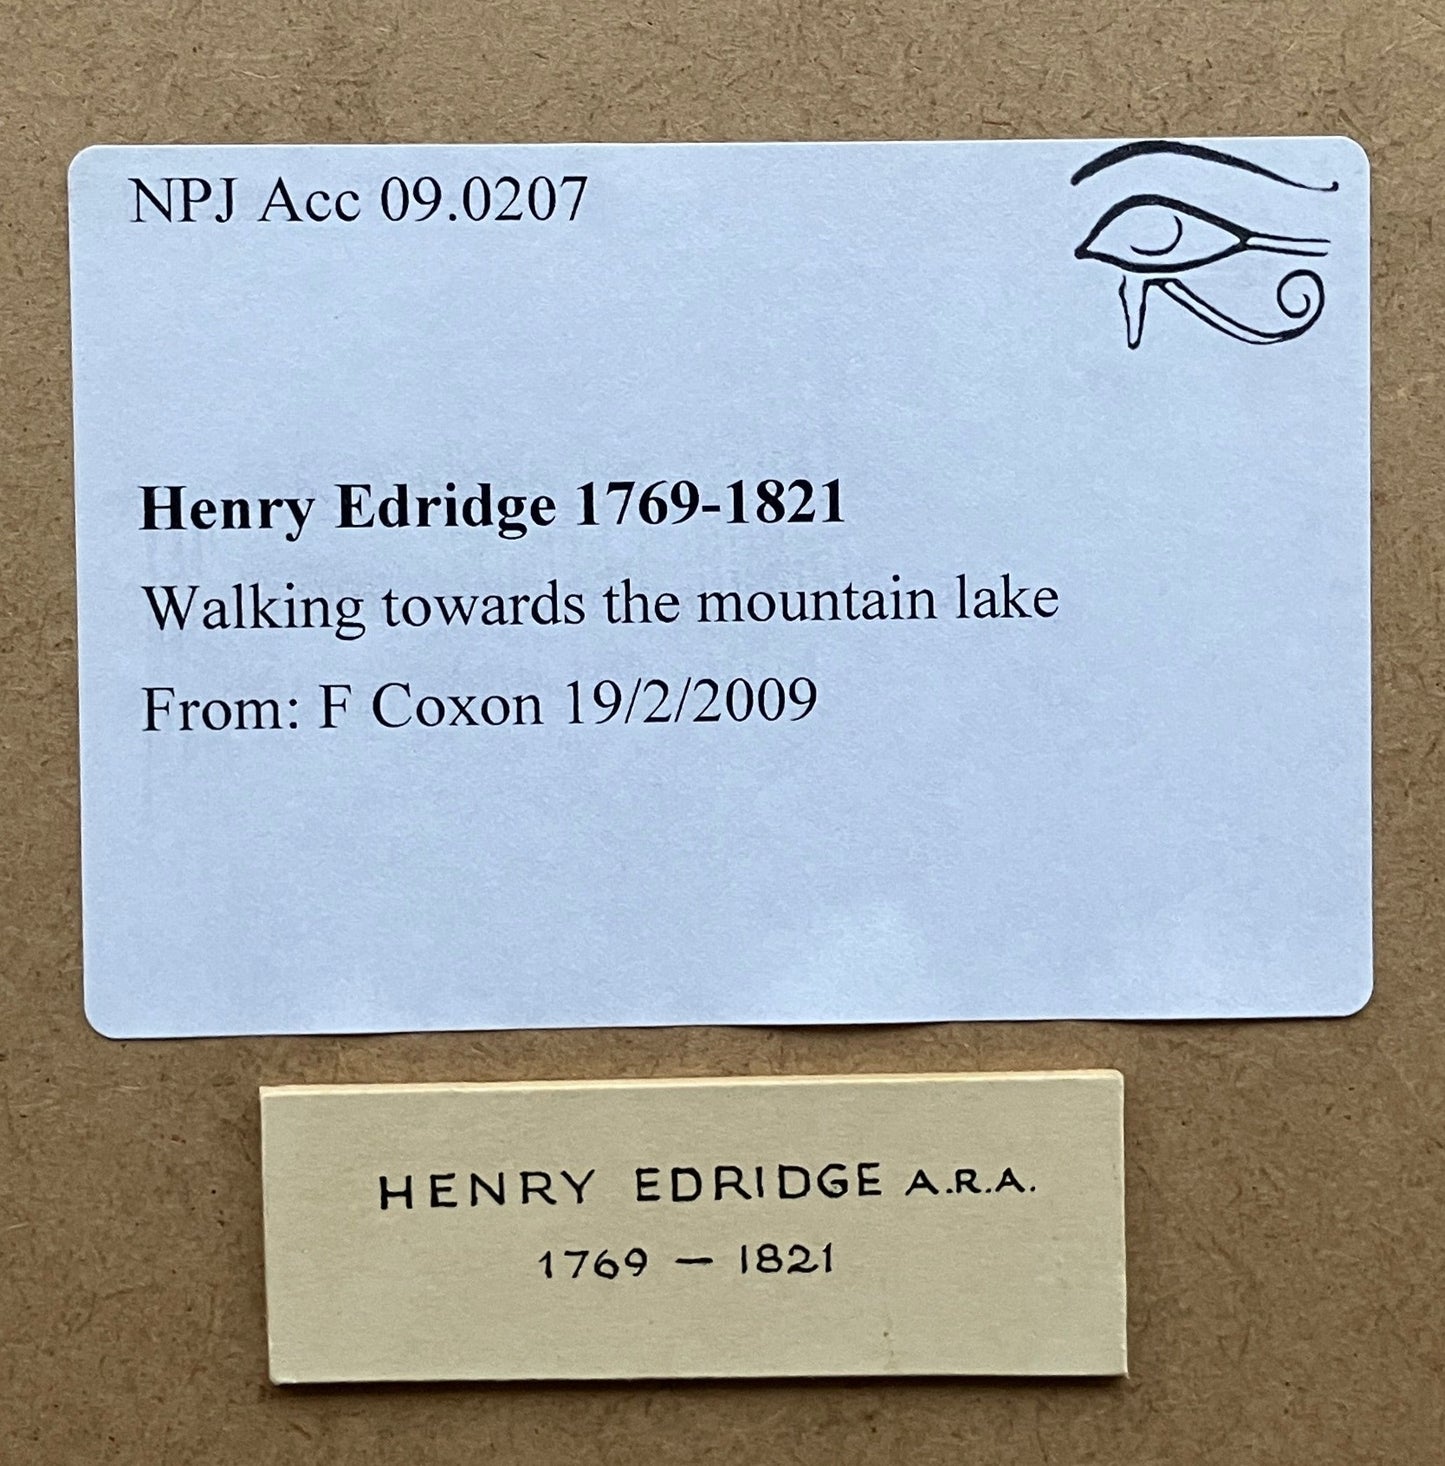 NPJ Acc 09.0207
Henry Edridge 1769-1821
Walking towards the mountain lake
From: F Coxon 19/2/2009
HENRY EDRIDGE A.R.A.
1769 — 1821